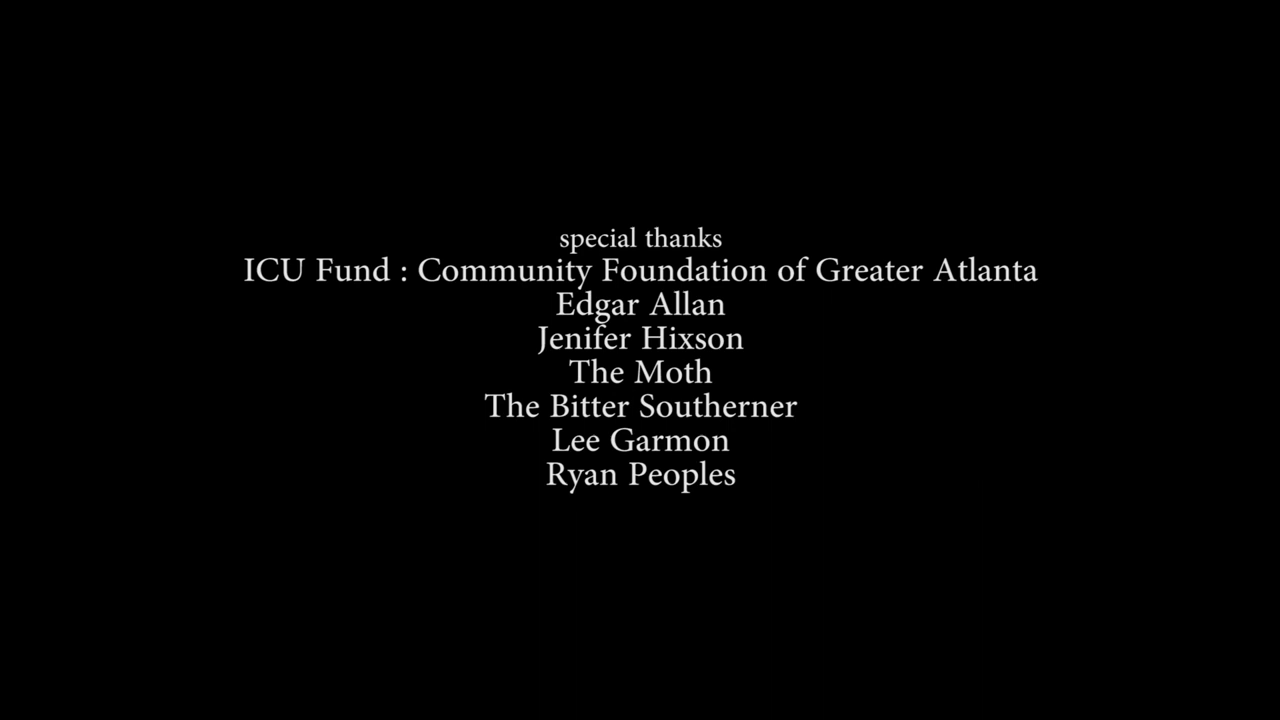 special thanks
ICU Fund : Community Foundation of Greater Atlanta
Edgar Allan
Jenifer Hixson
The Moth
The Bitter Southerner
Lee Garmon
Ryan Peoples